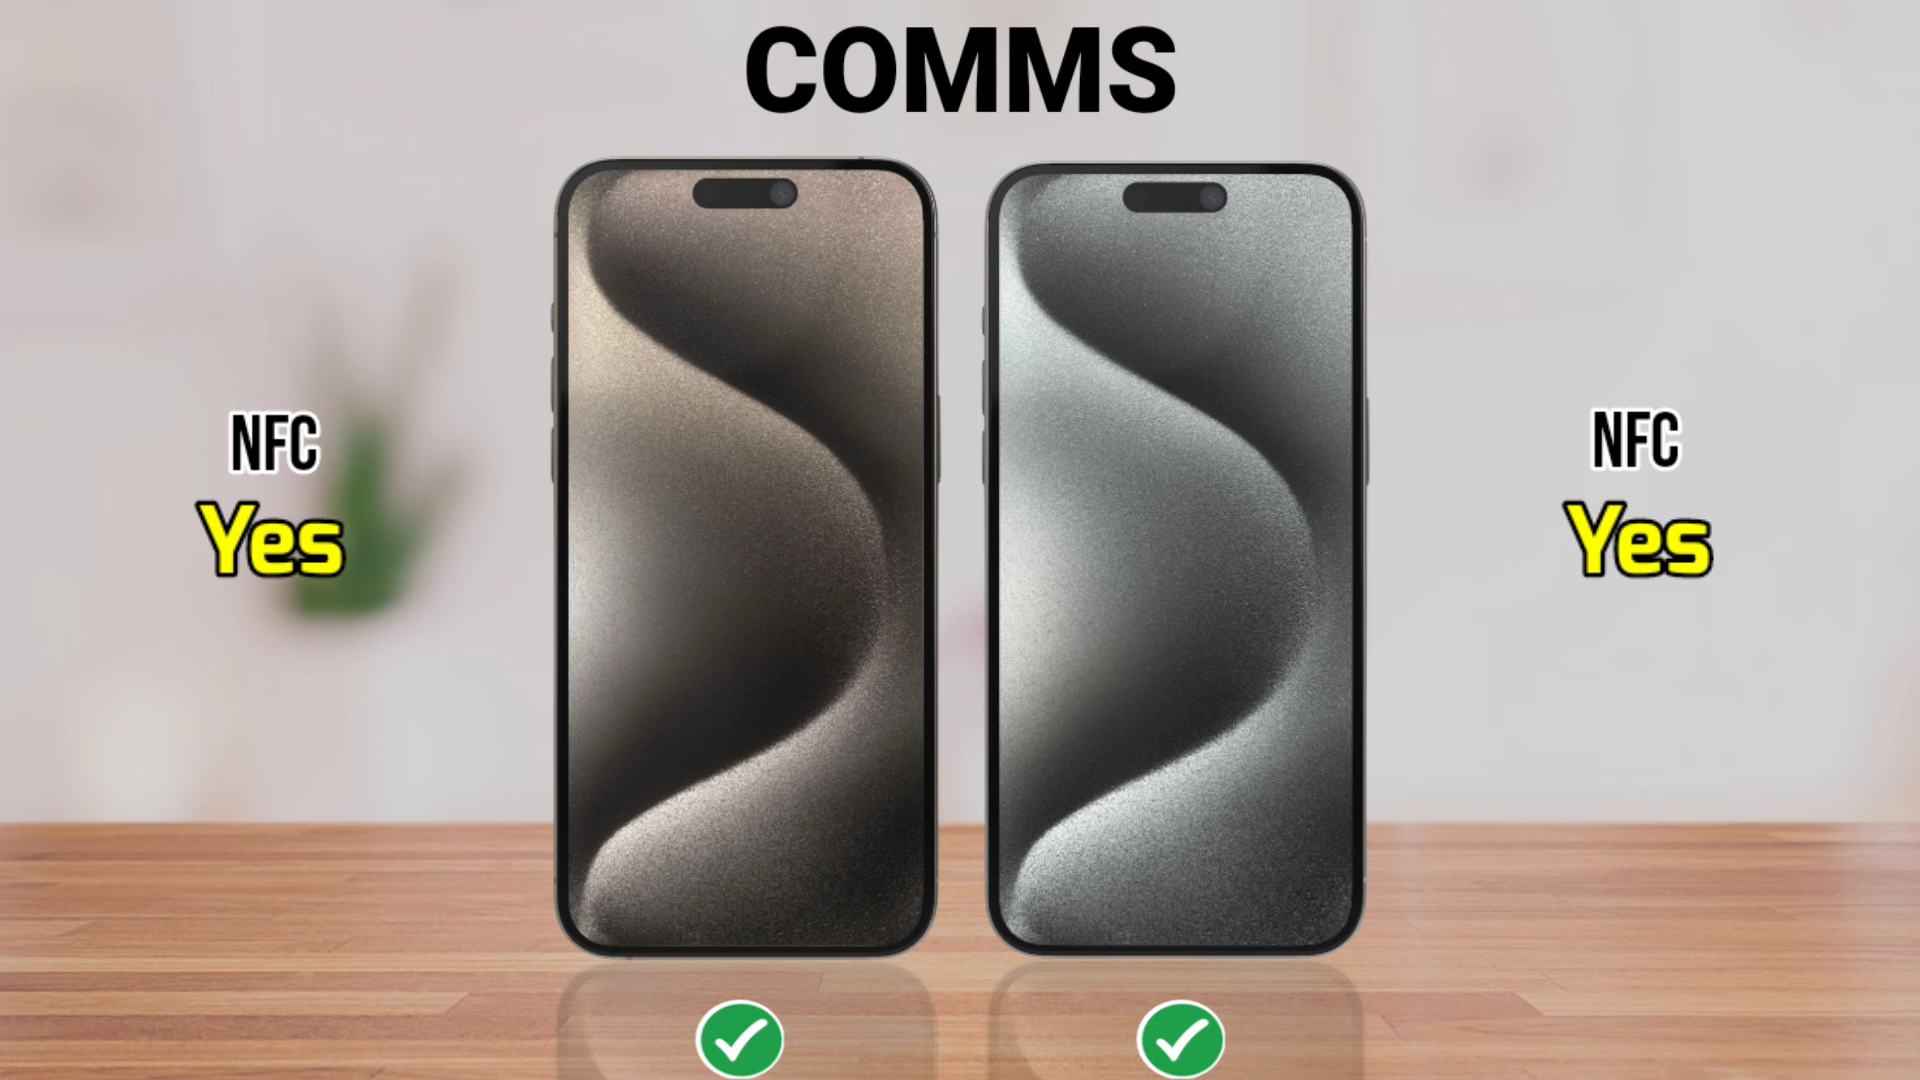 COMMS
NFC
Yes
NFC
Yes